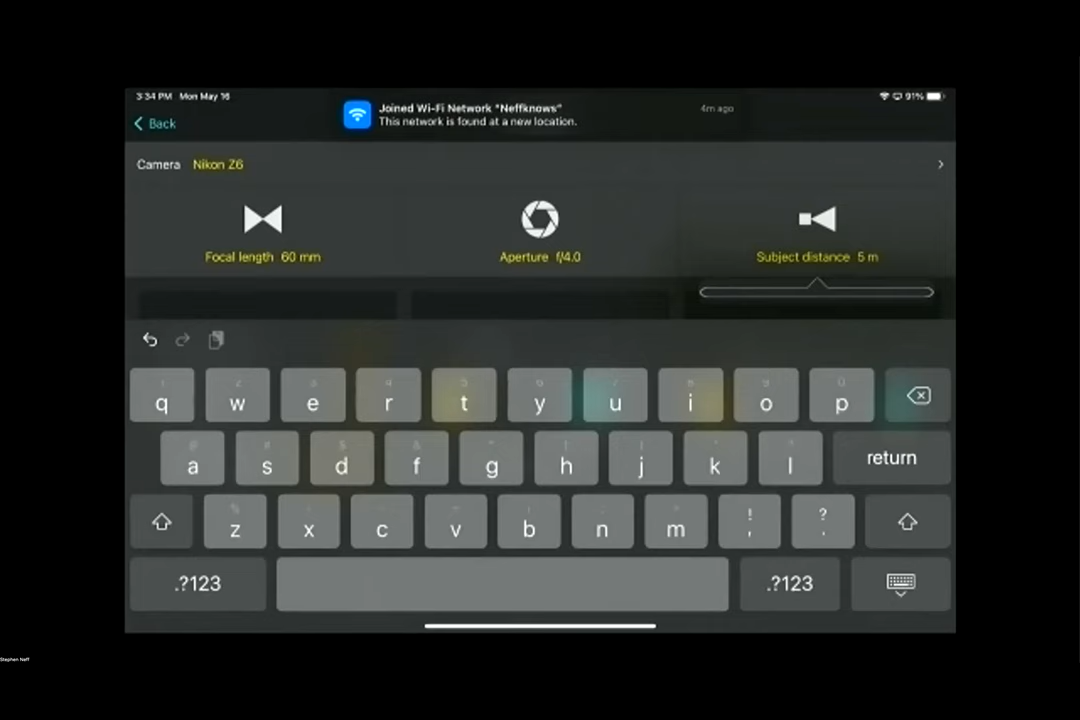 3:34 PM Mon May 16
Joined Wi-Fi Network "Neffknows"
This network is found at a new location.
4m ago
91%
Back
Camera Nikon Z6
Focal length 60 mm
Aperture f/4.0
Subject distance 5 m
q w e r t y u i o p
a s d f g h j k l return
z x c v b n m ! , ? .
.?123 .?123
Stephen Neff